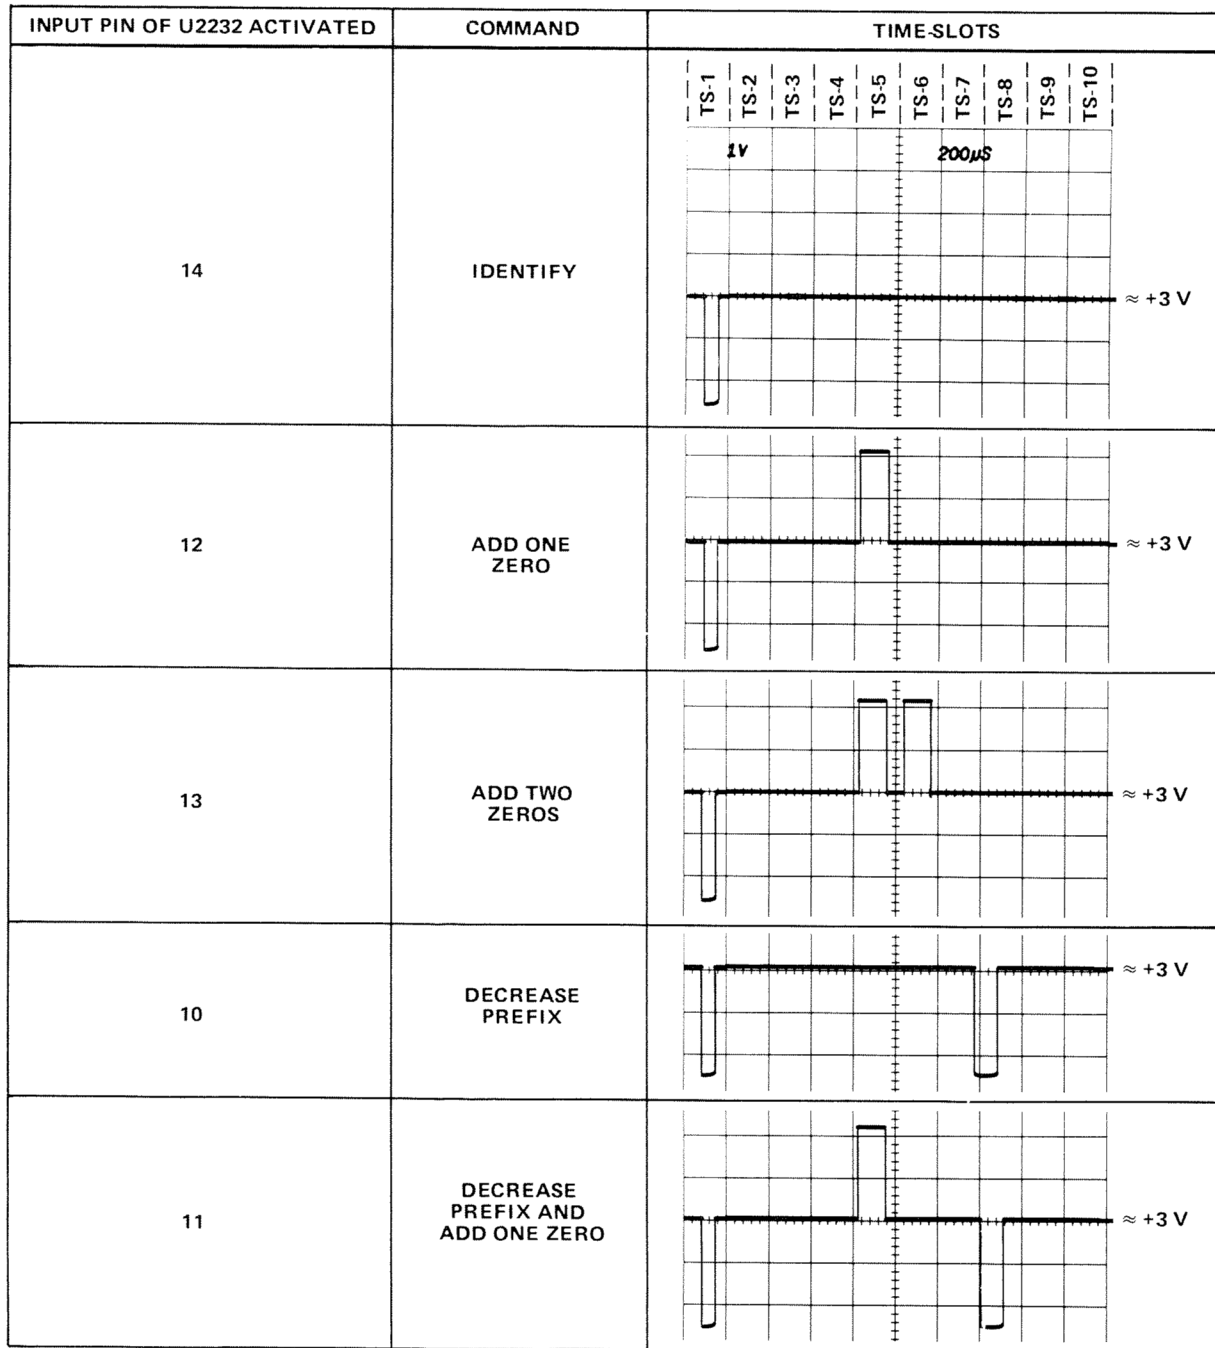 INPUT PIN OF U2232 ACTIVATED
COMMAND
TIME-SLOTS
TS-1
TS-2
TS-3
TS-4
TS-5
TS-6
TS-7
TS-8
TS-9
TS-10
1V
200µS
14
IDENTIFY
≈ +3 V
12
ADD ONE
ZERO
≈ +3 V
13
ADD TWO
ZEROS
≈ +3 V
10
DECREASE
PREFIX
≈ +3 V
11
DECREASE
PREFIX AND
ADD ONE ZERO
≈ +3 V